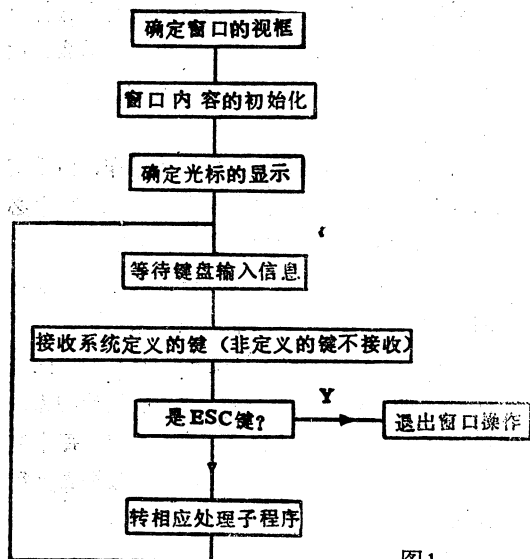 确定窗口的视框
窗口内容的初始化
确定光标的显示
等待键盘输入信息
接收系统定义的键（非定义的键不接收）
是ESC键？
Y
退出窗口操作
转相应处理子程序
图1